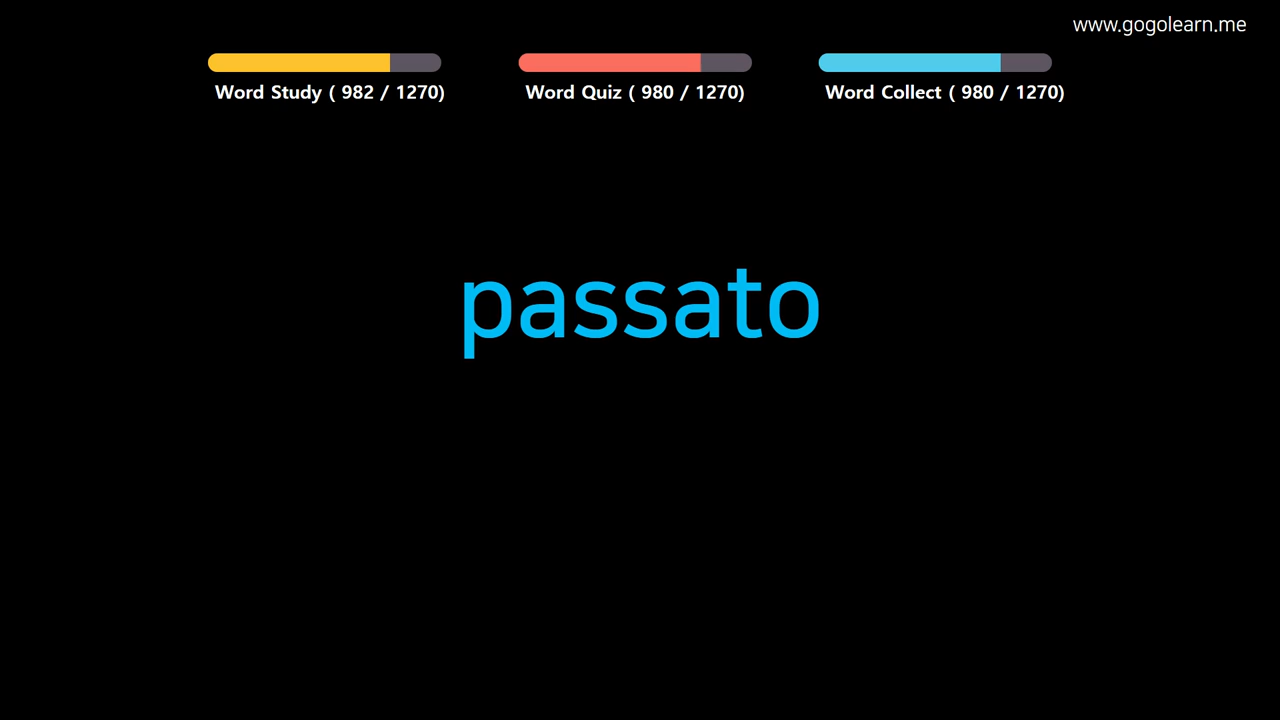 www.gogolearn.me
Word Study ( 982 / 1270)
Word Quiz ( 980 / 1270)
Word Collect ( 980 / 1270)
passato